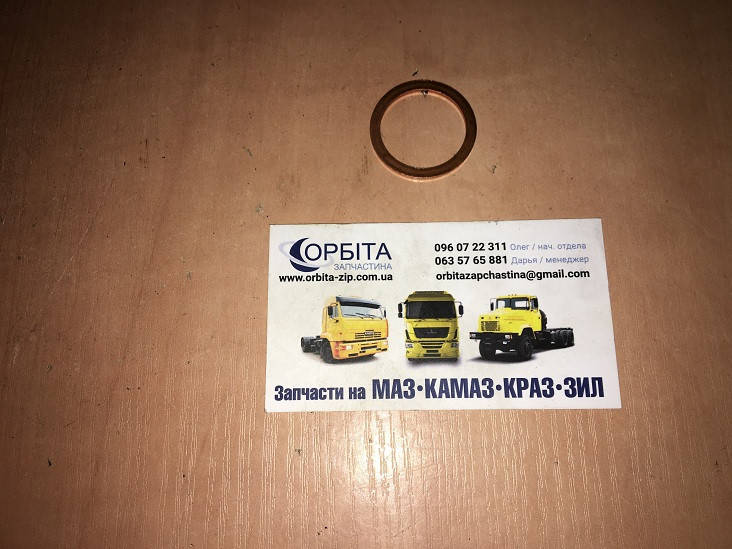 ОРБІТА
ЗАПЧАСТИНА
www.orbita-zip.com.ua
096 07 22 311 Олег / нач. отдела
063 57 65 881 Дарья / менеджер
orbitazapchastina@gmail.com
Запчасти на МАЗ•КАМАЗ•КРАЗ•ЗИЛ